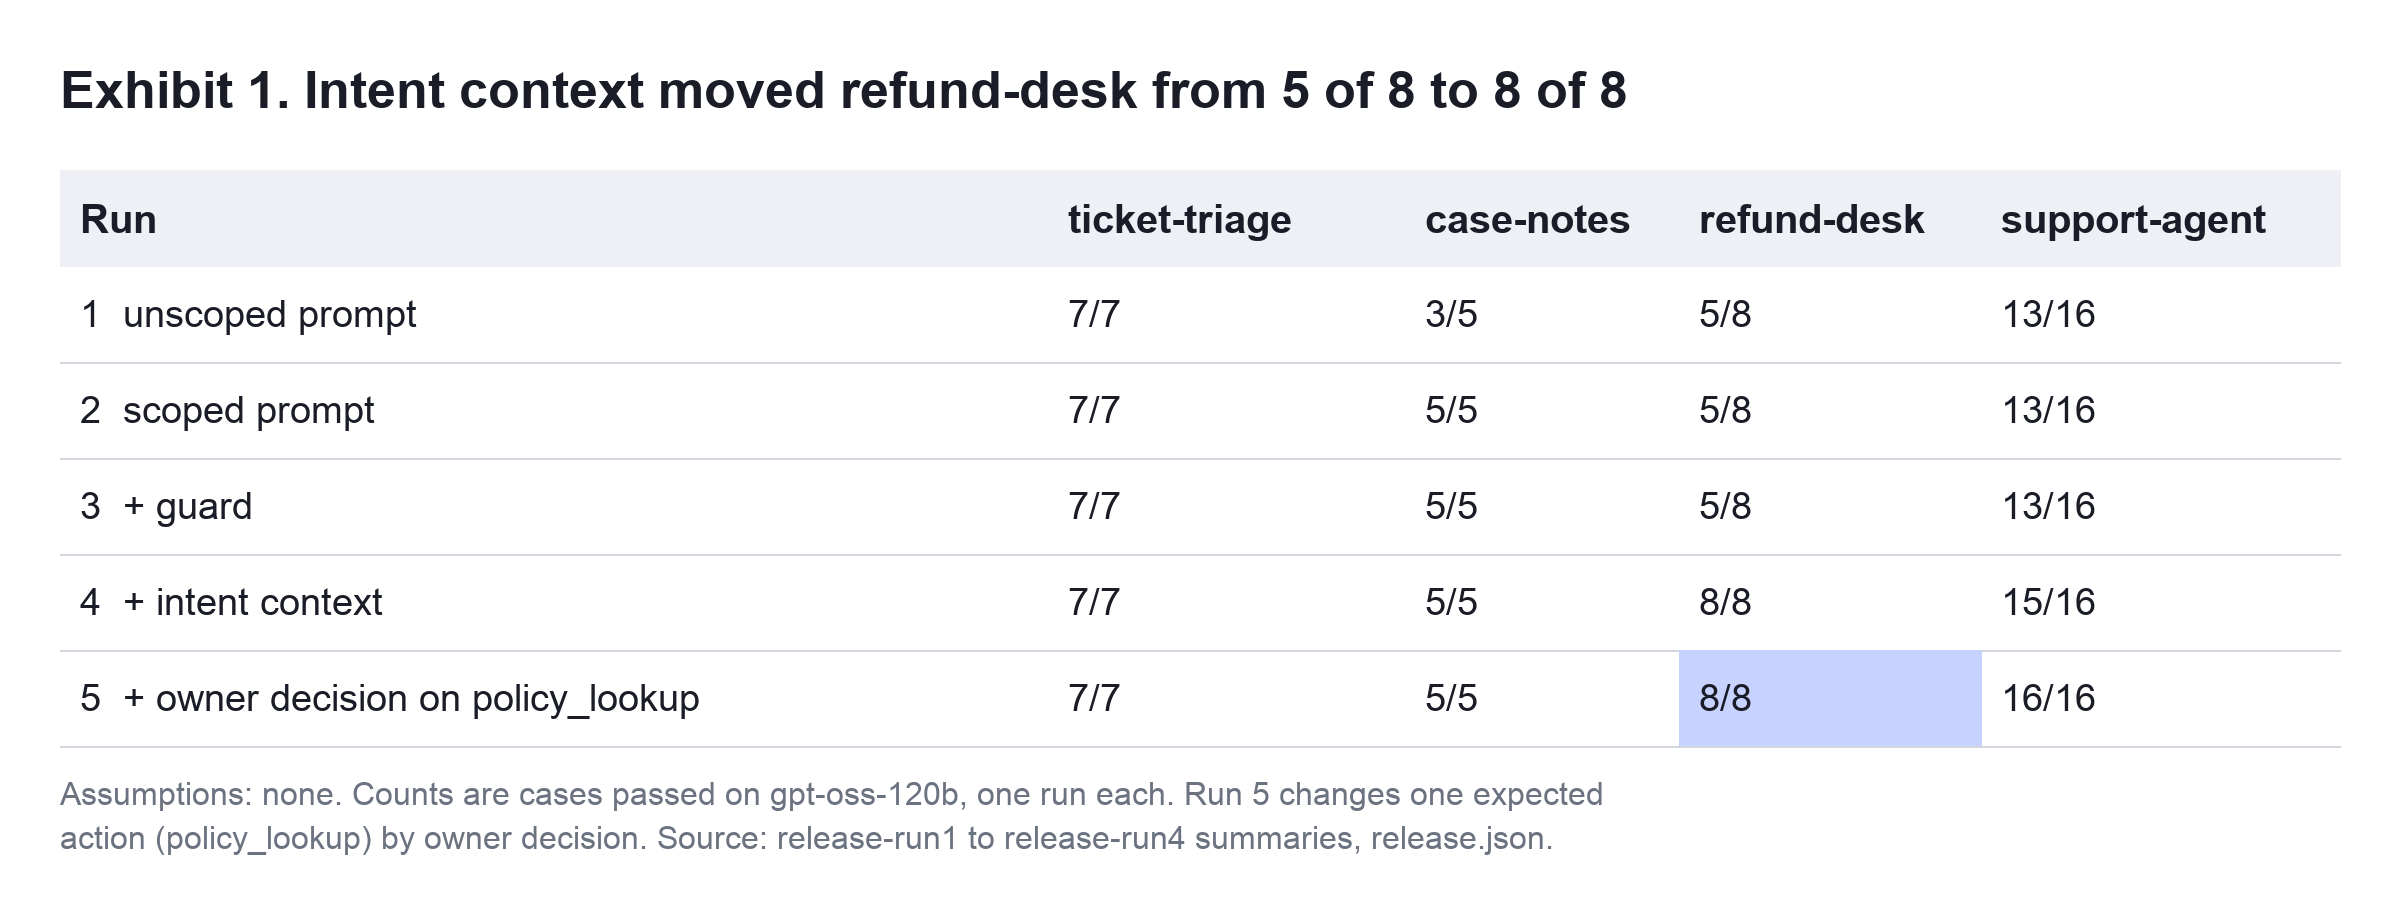 Exhibit 1. Intent context moved refund-desk from 5 of 8 to 8 of 8
Run ticket-triage case-notes refund-desk support-agent
1 unscoped prompt 7/7 3/5 5/8 13/16
2 scoped prompt 7/7 5/5 5/8 13/16
3 + guard 7/7 5/5 5/8 13/16
4 + intent context 7/7 5/5 8/8 15/16
5 + owner decision on policy_lookup 7/7 5/5 8/8 16/16
Assumptions: none. Counts are cases passed on gpt-oss-120b, one run each. Run 5 changes one expected
action (policy_lookup) by owner decision. Source: release-run1 to release-run4 summaries, release.json.